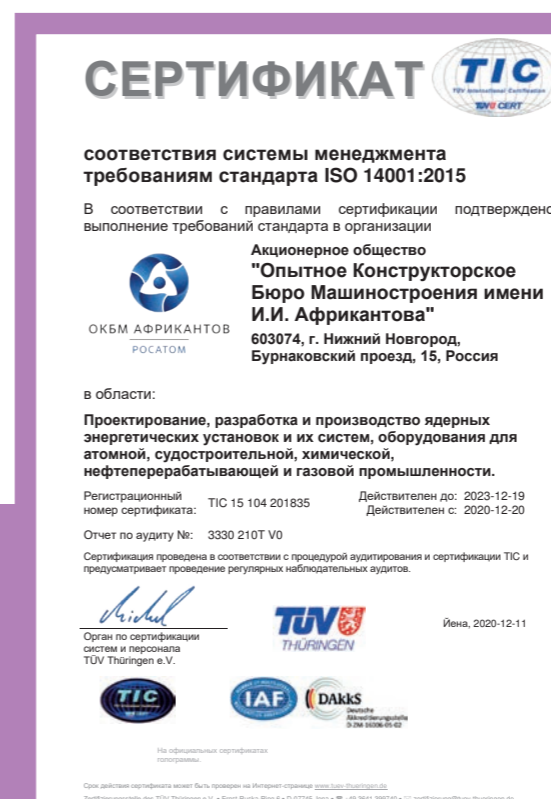 СЕРТИФИКАТ
TIC
TÜV International Certification
TÜV CERT
соответствия системы менеджмента
требованиям стандарта ISO 14001:2015
В соответствии с правилами сертификации подтверждено
выполнение требований стандарта в организации
Акционерное общество
"Опытное Конструкторское
Бюро Машиностроения имени
И.И. Африкантова"
603074, г. Нижний Новгород,
Бурнаковский проезд, 15, Россия
ОКБМ АФРИКАНТОВ
РОСАТОМ
в области:
Проектирование, разработка и производство ядерных
энергетических установок и их систем, оборудования для
атомной, судостроительной, химической,
нефтеперерабатывающей и газовой промышленности.
Регистрационный
номер сертификата: TIC 15 104 201835
Действителен до: 2023-12-19
Действителен с: 2020-12-20
Отчет по аудиту №: 3330 210T V0
Сертификация проведена в соответствии с процедурой аудитирования и сертификации TIC и
предусматривает проведение регулярных наблюдательных аудитов.
Орган по сертификации
систем и персонала
TÜV Thüringen e.V.
TÜV
THÜRINGEN
Йена, 2020-12-11
TIC
IAF
DAkkS
Deutsche
Akkreditierungsstelle
D-ZM-16006-05-02
На официальных сертификатах
голограммы.
Срок действия сертификата может быть проверен на Интернет-странице www.tuev-thueringen.de